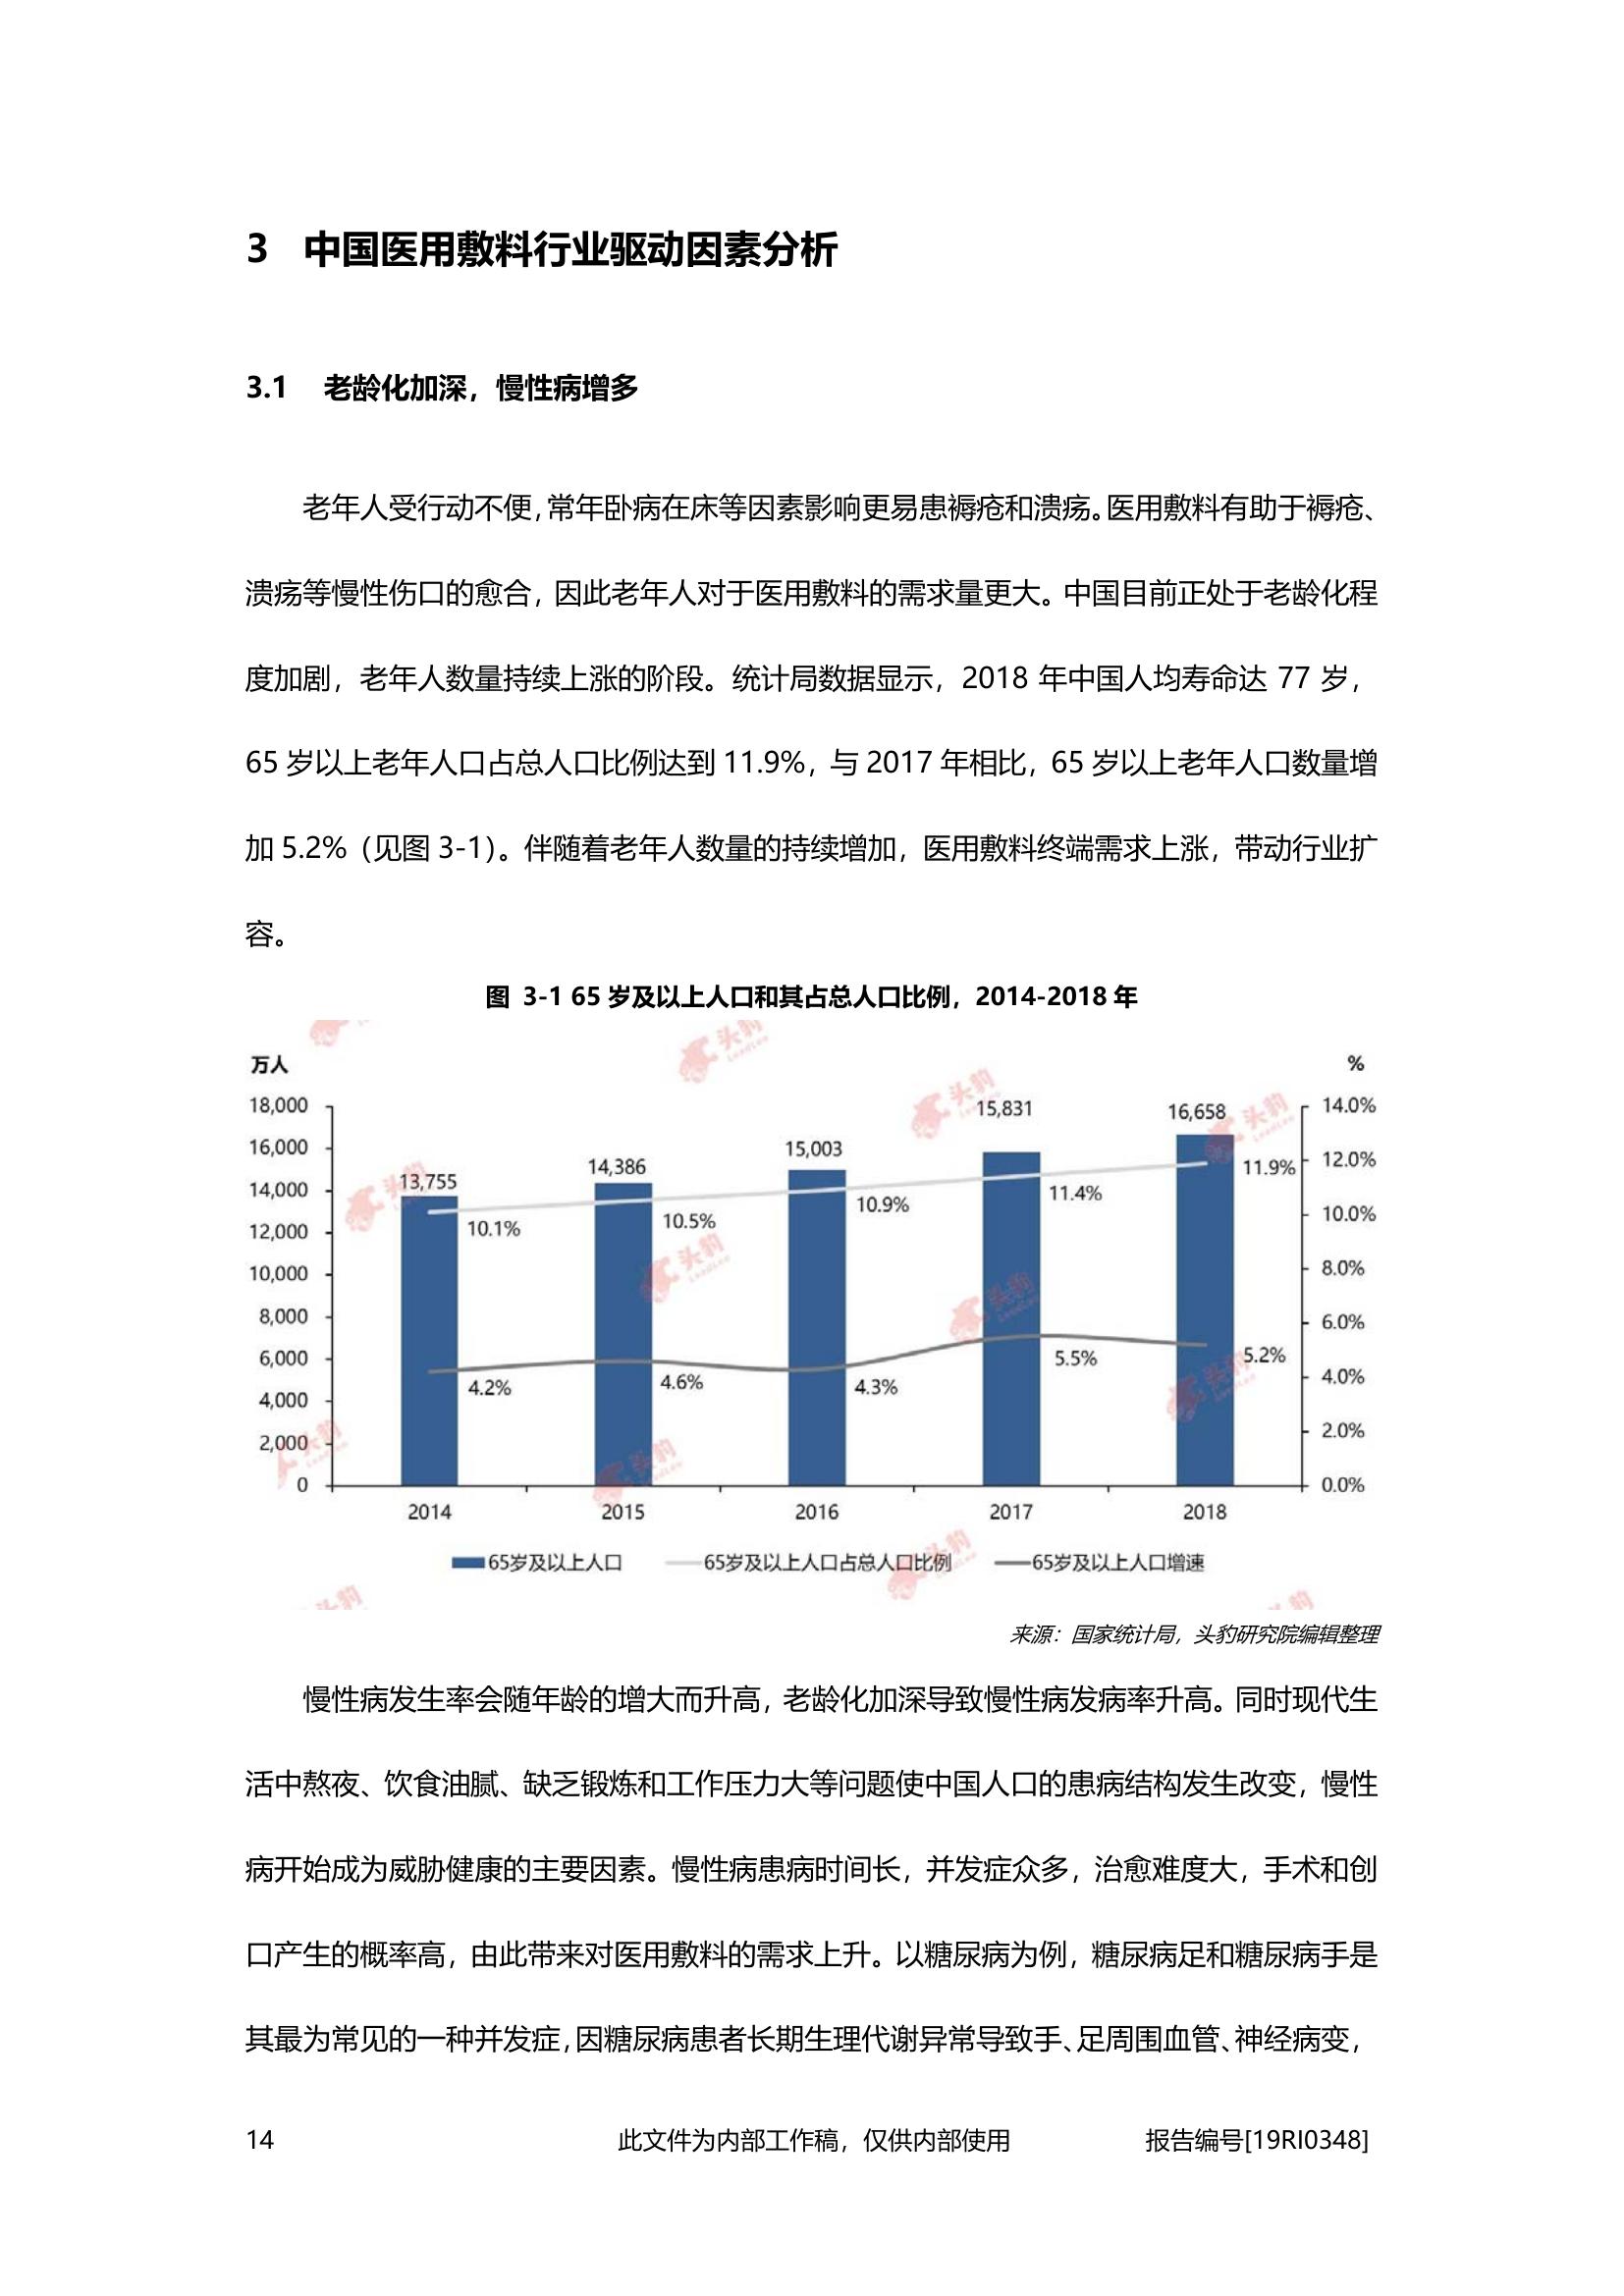 3 中国医用敷料行业驱动因素分析
3.1 老龄化加深，慢性病增多
老年人受行动不便，常年卧病在床等因素影响更易患褥疮和溃疡。医用敷料有助于褥疮、
溃疡等慢性伤口的愈合，因此老年人对于医用敷料的需求量更大。中国目前正处于老龄化程
度加剧，老年人数量持续上涨的阶段。统计局数据显示，2018 年中国人均寿命达 77 岁，
65 岁以上老年人口占总人口比例达到 11.9%，与 2017 年相比，65 岁以上老年人口数量增
加 5.2%（见图 3-1）。伴随着老年人数量的持续增加，医用敷料终端需求上涨，带动行业扩
容。
图 3-1 65 岁及以上人口和其占总人口比例，2014-2018 年
万人 %
18,000
16,000
14,000
12,000
10,000
8,000
6,000
4,000
2,000
0
13,755
14,386
15,003
15,831
16,658
10.1%
10.5%
10.9%
11.4%
11.9%
4.2%
4.6%
4.3%
5.5%
5.2%
14.0%
12.0%
10.0%
8.0%
6.0%
4.0%
2.0%
0.0%
2014 2015 2016 2017 2018
65岁及以上人口 65岁及以上人口占总人口比例 65岁及以上人口增速
头豹
LeadLeo
来源：国家统计局，头豹研究院编辑整理
慢性病发生率会随年龄的增大而升高，老龄化加深导致慢性病发病率升高。同时现代生
活中熬夜、饮食油腻、缺乏锻炼和工作压力大等问题使中国人口的患病结构发生改变，慢性
病开始成为威胁健康的主要因素。慢性病患病时间长，并发症众多，治愈难度大，手术和创
口产生的概率高，由此带来对医用敷料的需求上升。以糖尿病为例，糖尿病足和糖尿病手是
其最为常见的一种并发症，因糖尿病患者长期生理代谢异常导致手、足周围血管、神经病变，
14 此文件为内部工作稿，仅供内部使用 报告编号[19RI0348]